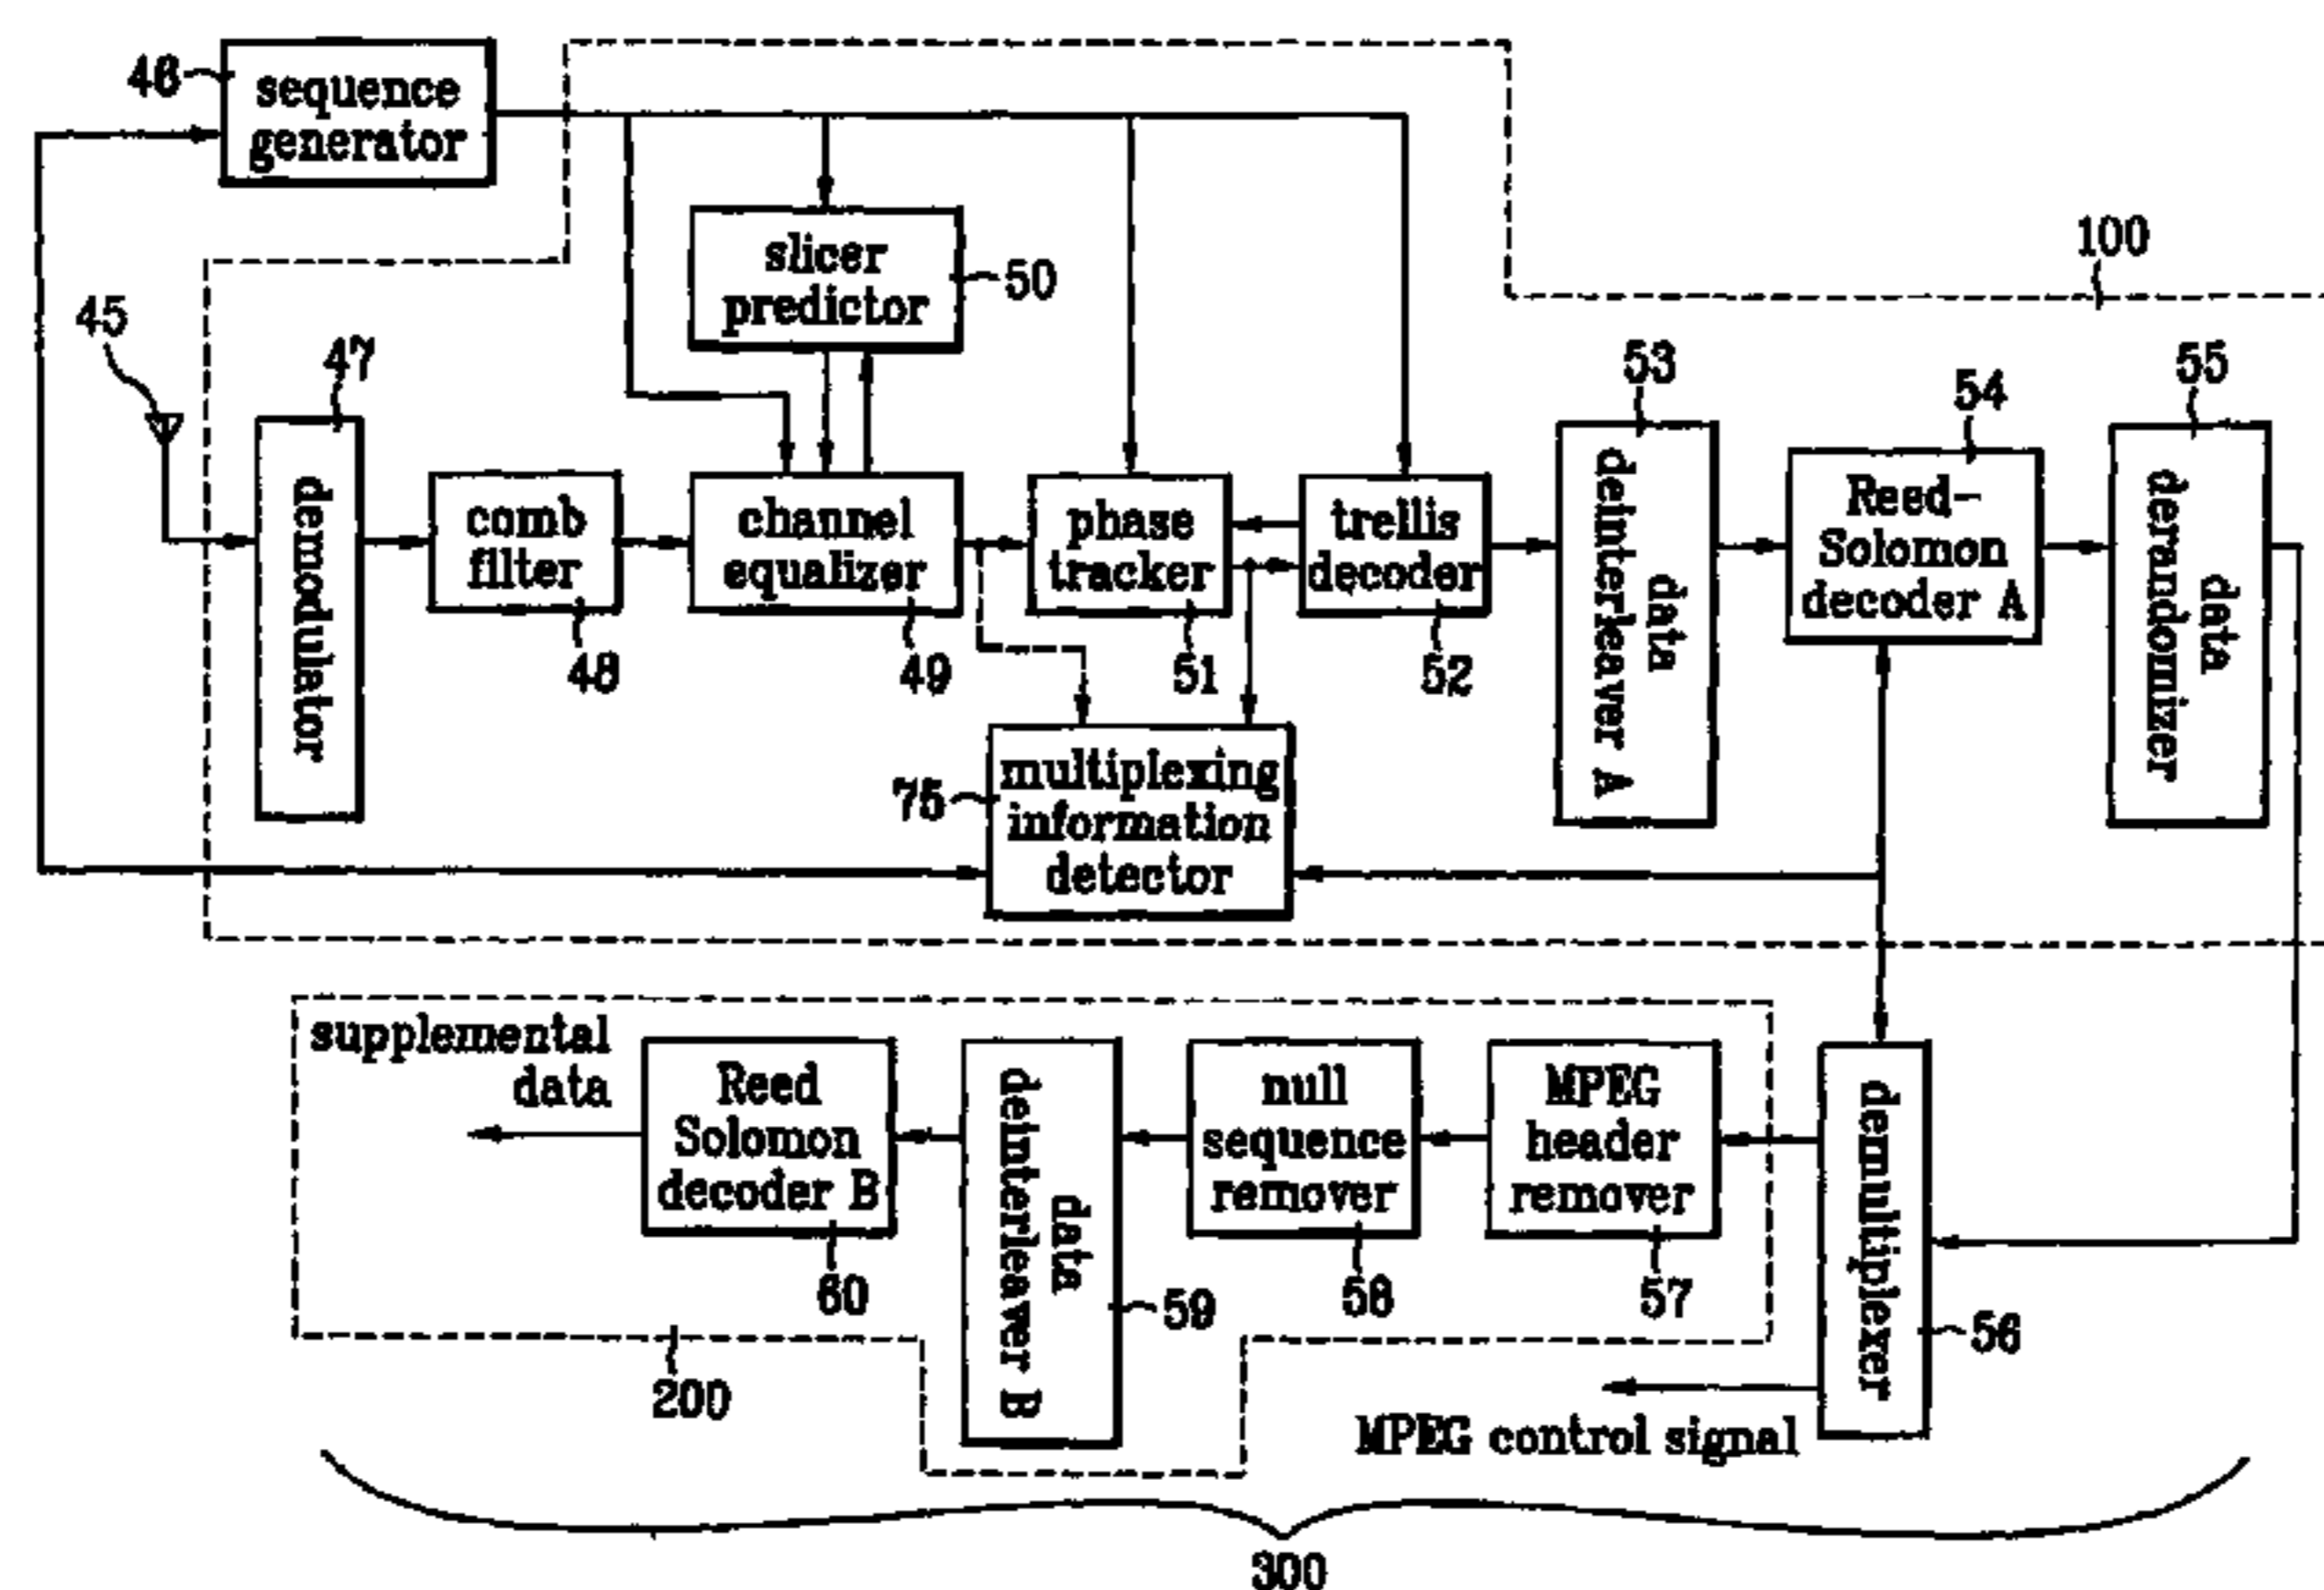 46
sequence
generator
100
slicer
predictor
50
45
47
53
54
55
demodulator
comb
filter
48
channel
equalizer
49
phase
tracker
51
trellis
decoder
52
data
deinterleaver A
Reed-
Solomon
decoder A
data
derandomizer
75
multiplexing
information
detector
supplemental
data
Reed
Solomon
decoder B
60
data
deinterleaver B
59
null
sequence
remover
58
MPEG
header
remover
57
demultiplexer
56
200
MPEG control signal
300